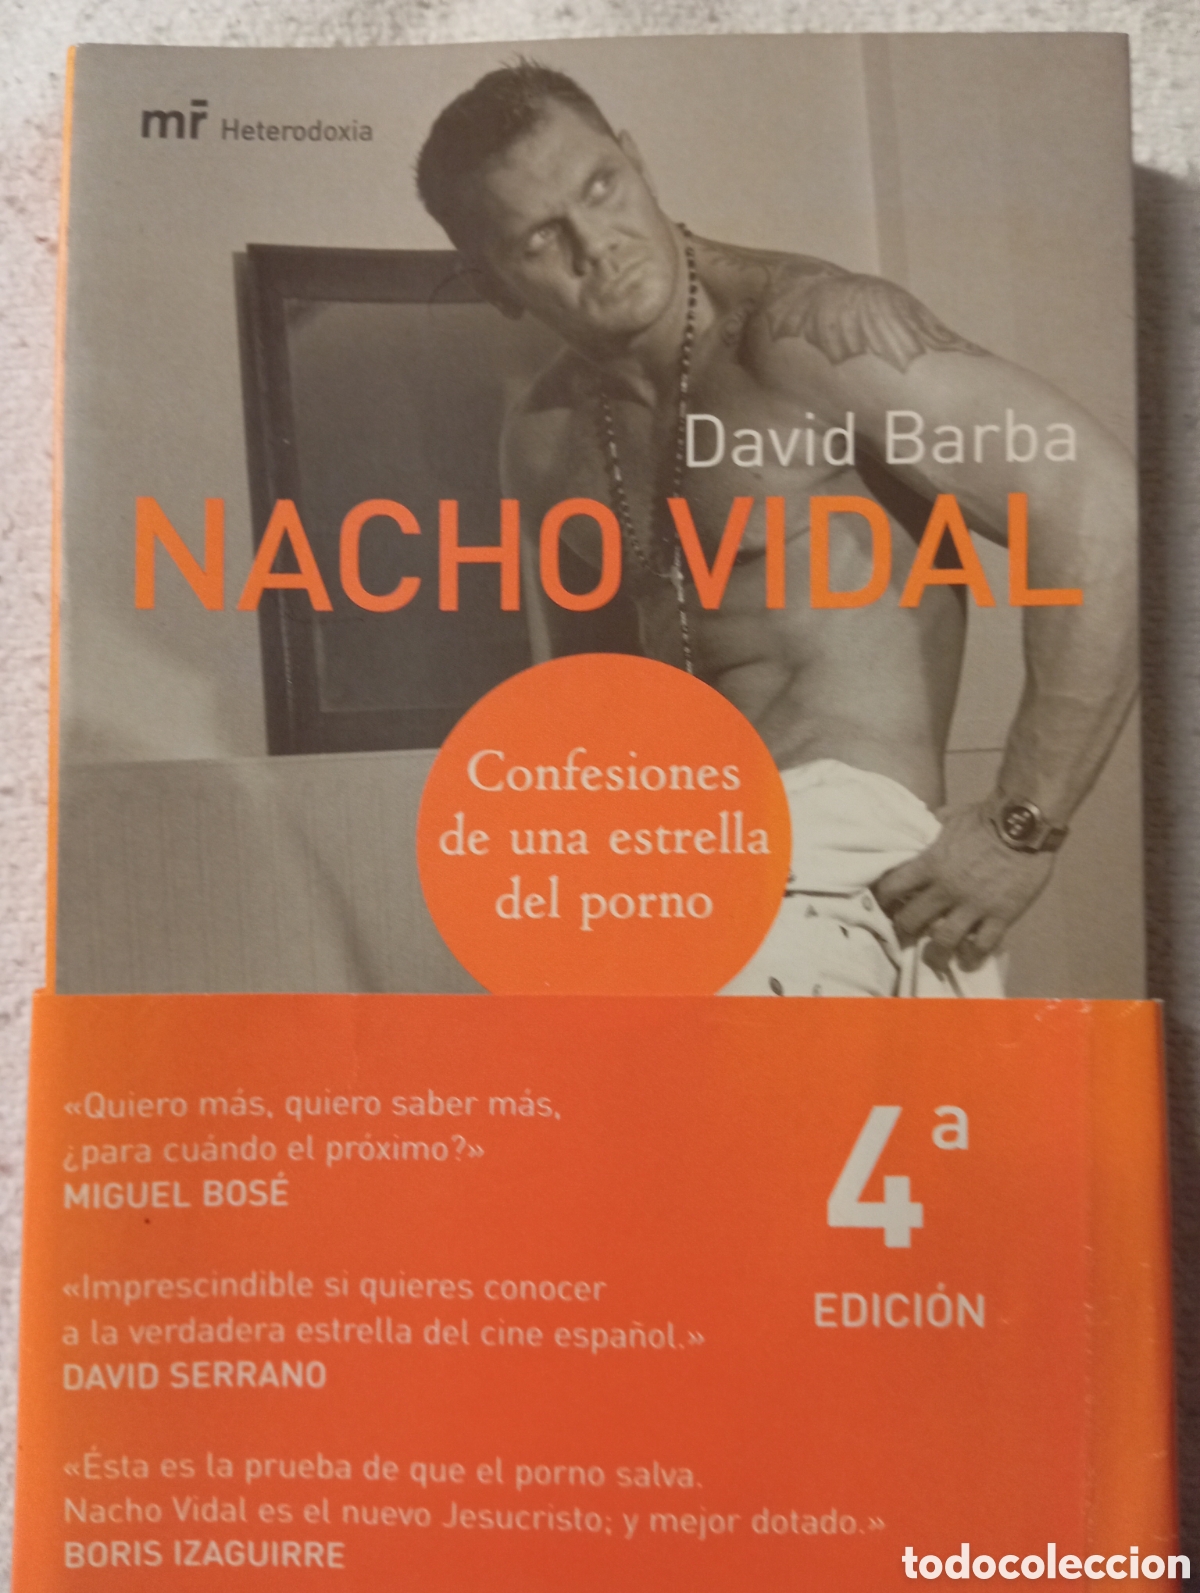 mr̄ Heterodoxia
David Barba
NACHO VIDAL
Confesiones
de una estrella
del porno
«Quiero más, quiero saber más,
¿para cuándo el próximo?»
MIGUEL BOSÉ
4ª
EDICIÓN
«Imprescindible si quieres conocer
a la verdadera estrella del cine español.»
DAVID SERRANO
«Ésta es la prueba de que el porno salva.
Nacho Vidal es el nuevo Jesucristo; y mejor dotado.»
BORIS IZAGUIRRE
todocoleccion